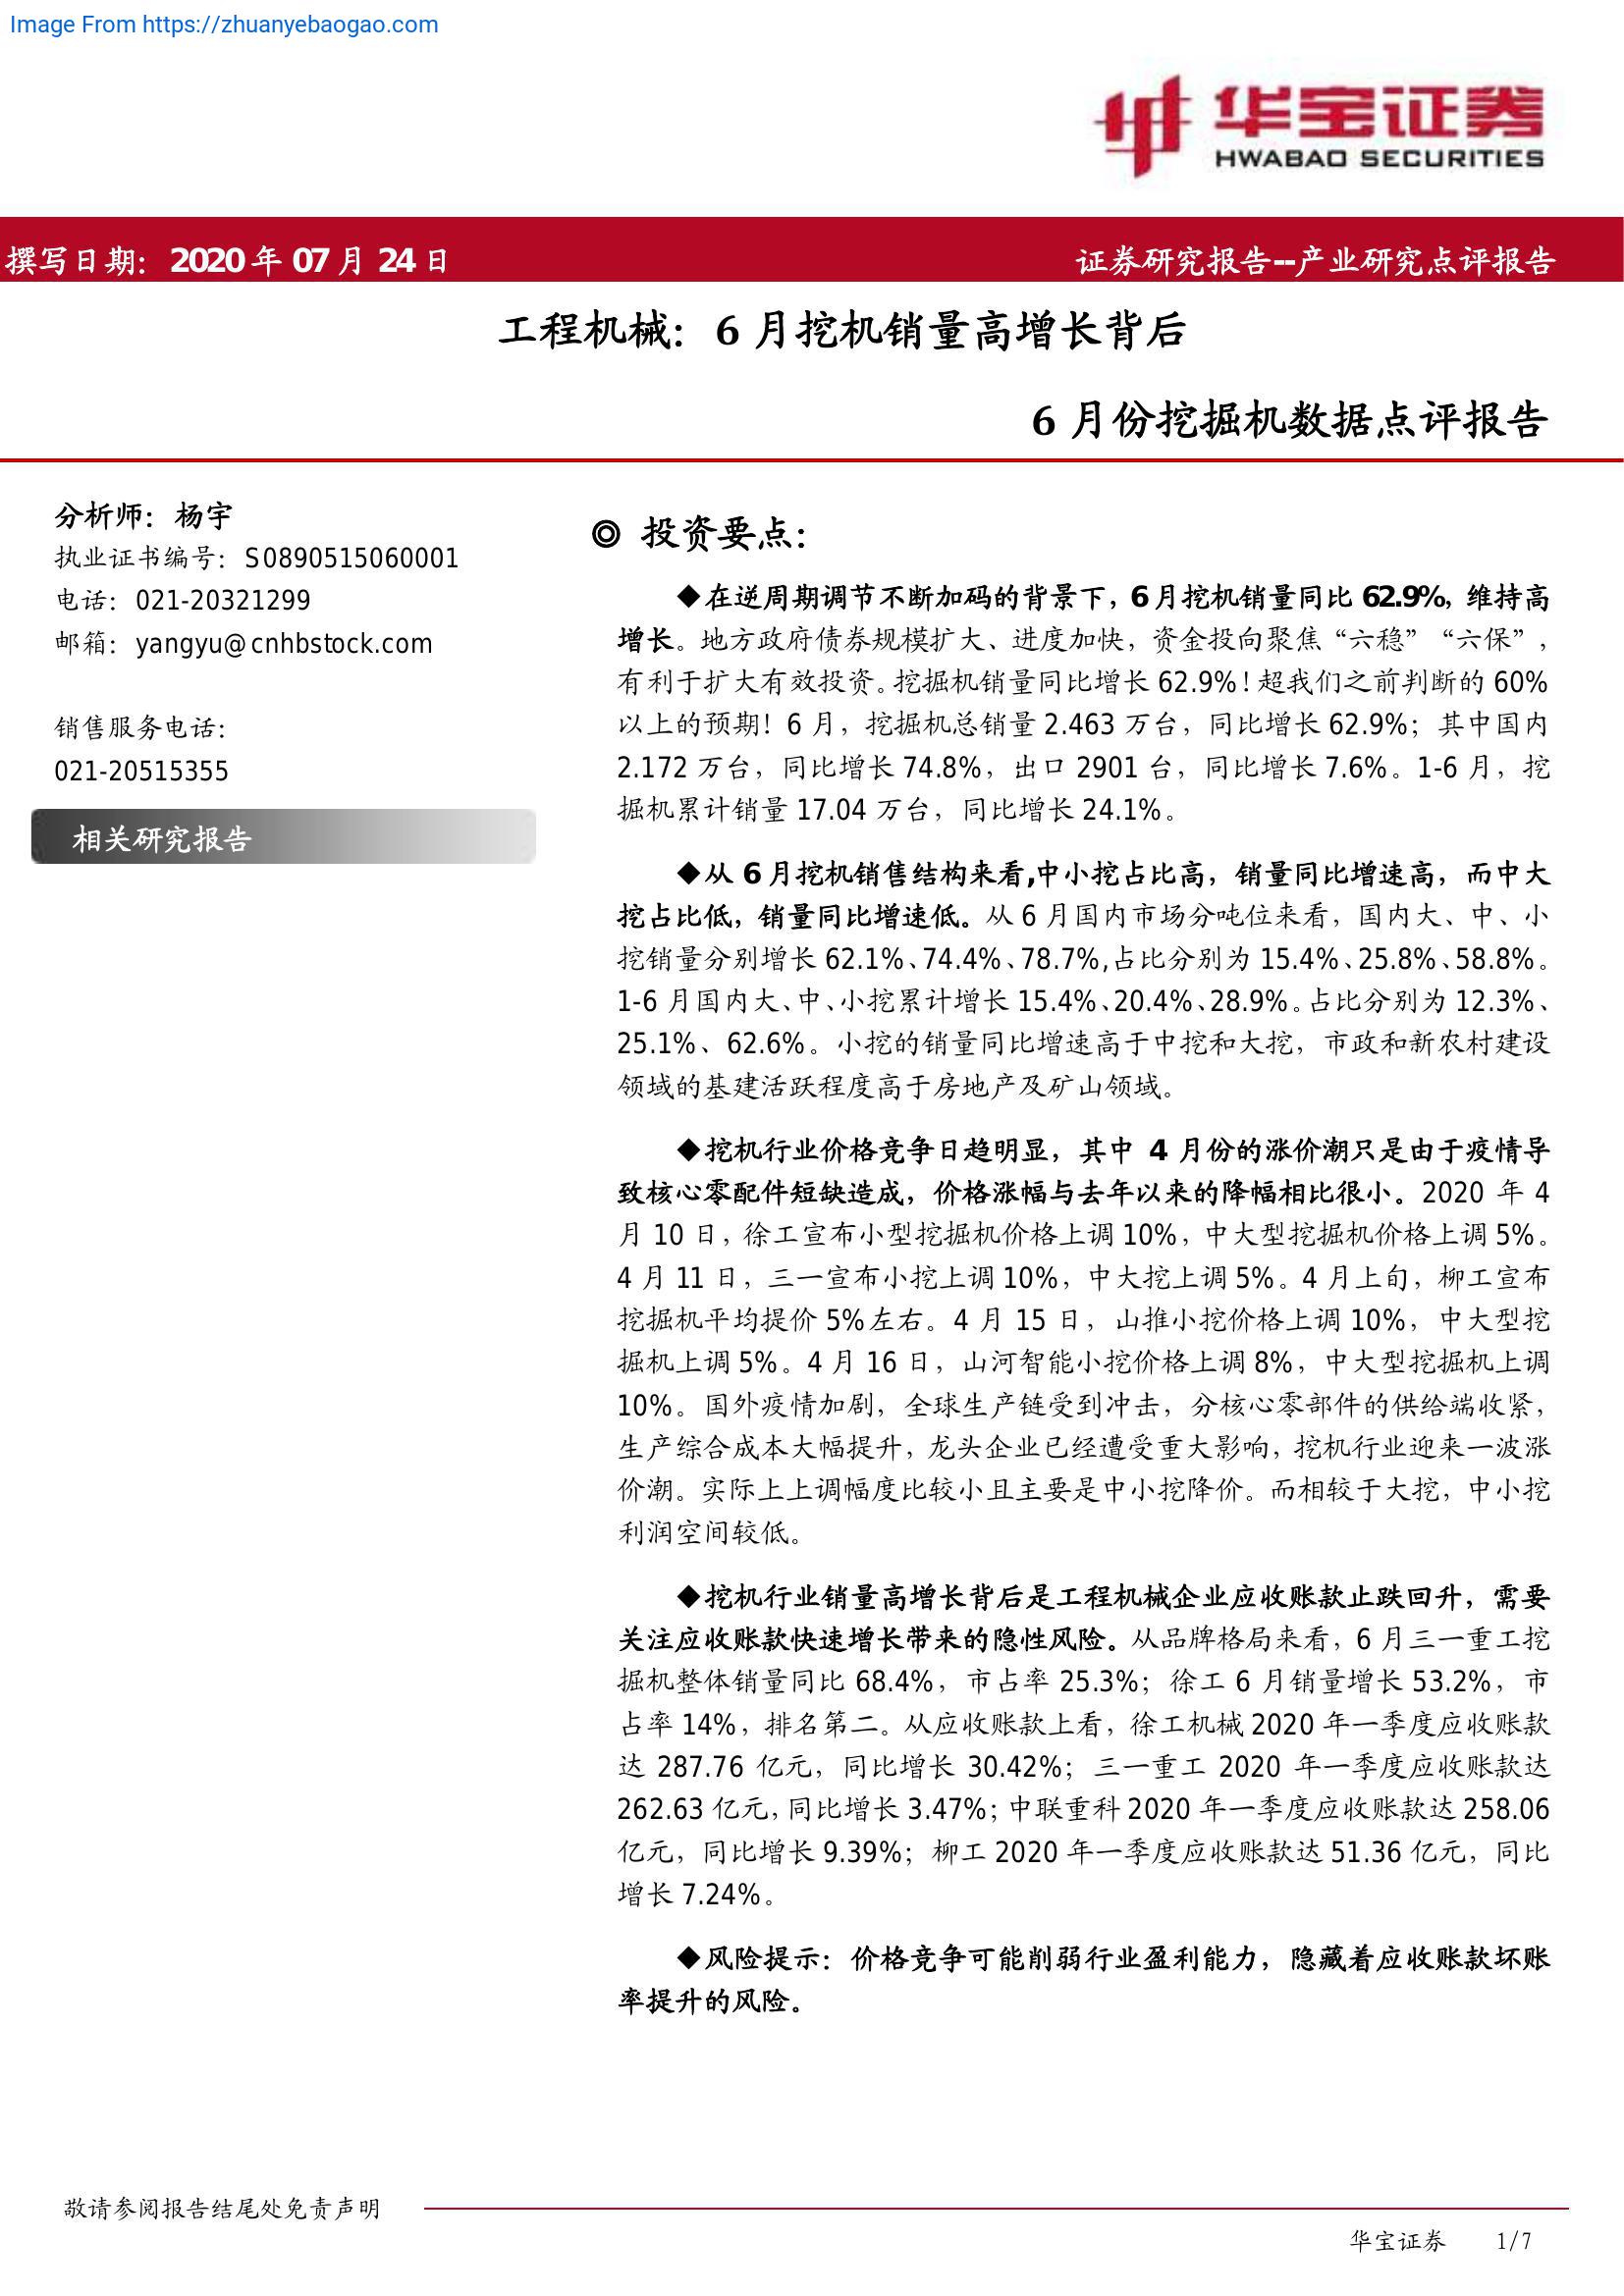 Image From https://zhuanyebaogao.com
华宝证券
HWABAO SECURITIES
撰写日期：2020 年 07 月 24 日
证券研究报告--产业研究点评报告
工程机械：6 月挖机销量高增长背后
6 月份挖掘机数据点评报告
分析师：杨宇
执业证书编号：S0890515060001
电话：021-20321299
邮箱：yangyu@cnhbstock.com
销售服务电话：
021-20515355
相关研究报告
◎ 投资要点：
◆在逆周期调节不断加码的背景下，6 月挖机销量同比 62.9%，维持高
增长。地方政府债券规模扩大、进度加快，资金投向聚焦“六稳”“六保”，
有利于扩大有效投资。挖掘机销量同比增长 62.9%！超我们之前判断的 60%
以上的预期！6 月，挖掘机总销量 2.463 万台，同比增长 62.9%；其中国内
2.172 万台，同比增长 74.8%，出口 2901 台，同比增长 7.6%。1-6 月，挖
掘机累计销量 17.04 万台，同比增长 24.1%。
◆从 6 月挖机销售结构来看,中小挖占比高，销量同比增速高，而中大
挖占比低，销量同比增速低。从 6 月国内市场分吨位来看，国内大、中、小
挖销量分别增长 62.1%、74.4%、78.7%,占比分别为 15.4%、25.8%、58.8%。
1-6 月国内大、中、小挖累计增长 15.4%、20.4%、28.9%。占比分别为 12.3%、
25.1%、62.6%。小挖的销量同比增速高于中挖和大挖，市政和新农村建设
领域的基建活跃程度高于房地产及矿山领域。
◆挖机行业价格竞争日趋明显，其中 4 月份的涨价潮只是由于疫情导
致核心零配件短缺造成，价格涨幅与去年以来的降幅相比很小。2020 年 4
月 10 日，徐工宣布小型挖掘机价格上调 10%，中大型挖掘机价格上调 5%。
4 月 11 日，三一宣布小挖上调 10%，中大挖上调 5%。4 月上旬，柳工宣布
挖掘机平均提价 5%左右。4 月 15 日，山推小挖价格上调 10%，中大型挖
掘机上调 5%。4 月 16 日，山河智能小挖价格上调 8%，中大型挖掘机上调
10%。国外疫情加剧，全球生产链受到冲击，分核心零部件的供给端收紧，
生产综合成本大幅提升，龙头企业已经遭受重大影响，挖机行业迎来一波涨
价潮。实际上上调幅度比较小且主要是中小挖降价。而相较于大挖，中小挖
利润空间较低。
◆挖机行业销量高增长背后是工程机械企业应收账款止跌回升，需要
关注应收账款快速增长带来的隐性风险。从品牌格局来看，6 月三一重工挖
掘机整体销量同比 68.4%，市占率 25.3%；徐工 6 月销量增长 53.2%，市
占率 14%，排名第二。从应收账款上看，徐工机械 2020 年一季度应收账款
达 287.76 亿元，同比增长 30.42%；三一重工 2020 年一季度应收账款达
262.63 亿元，同比增长 3.47%；中联重科 2020 年一季度应收账款达 258.06
亿元，同比增长 9.39%；柳工 2020 年一季度应收账款达 51.36 亿元，同比
增长 7.24%。
◆风险提示：价格竞争可能削弱行业盈利能力，隐藏着应收账款坏账
率提升的风险。
敬请参阅报告结尾处免责声明
华宝证券 1/7